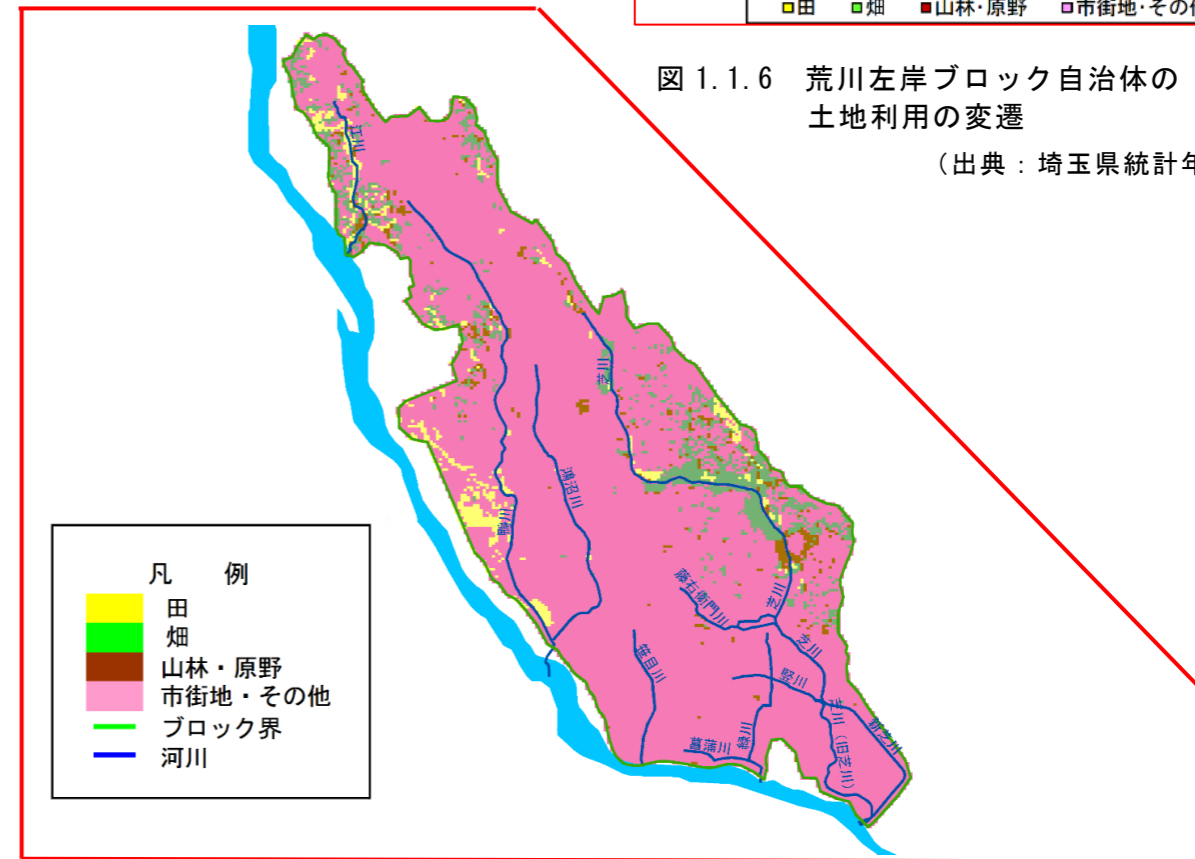 □田 □畑 ■山林・原野 □市街地・その他
図 1.1.6 荒川左岸ブロック自治体の
土地利用の変遷
(出典:埼玉県統計年
江川
芝川
鴻沼川
鴨川
藤右衛門川
芝川
笹目川
芝川
竪川
菖蒲川
緑川
芝川(旧芝川)
新芝川
凡 例
田
畑
山林・原野
市街地・その他
ブロック界
河川